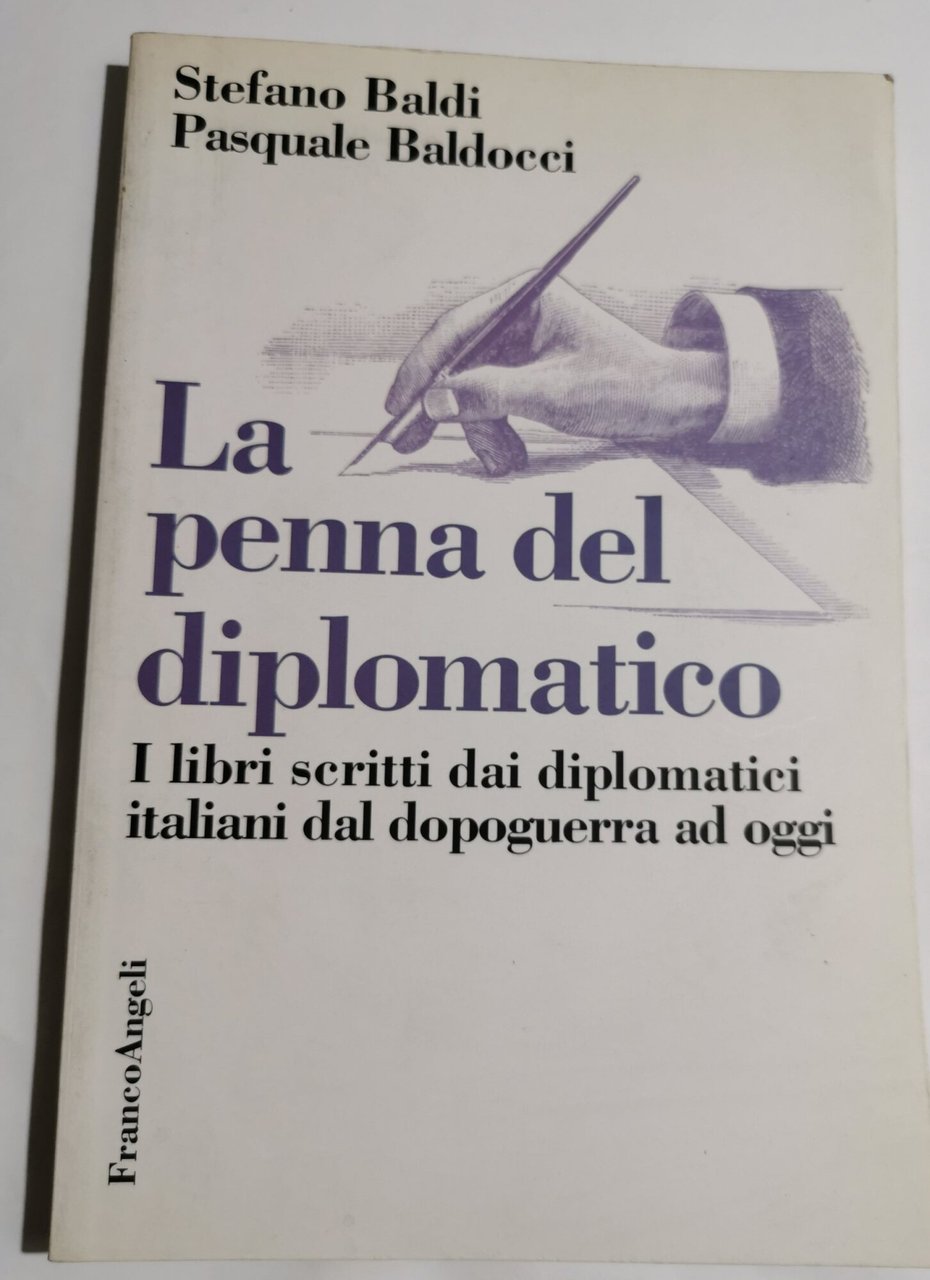 Stefano Baldi
Pasquale Baldocci
La
penna del
diplomatico
I libri scritti dai diplomatici
italiani dal dopoguerra ad oggi
FrancoAngeli